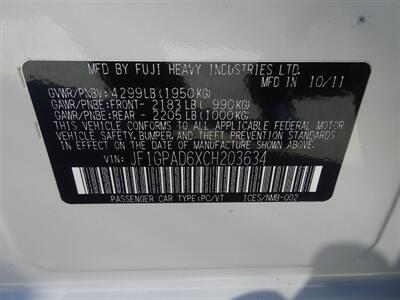 MFD BY FUJI HEAVY INDUSTRIES LTD.
GVWR/PNBV: 4299LB(1950KG) MFD IN 10/11
GAWR/PNBE:FRONT- 2183LB( 990KG)
GAWR/PNBE:REAR - 2205LB(1000KG)
THIS VEHICLE CONFORMS TO ALL APPLICABLE FEDERAL MOTOR
VEHICLE SAFETY, BUMPER, AND THEFT PREVENTION STANDARDS
IN EFFECT ON THE DATE OF MANUFACTURE SHOWN ABOVE.
VIN: JF1GPAD6XCH203634
PASSENGER CAR TYPE:PC/VT ICES/NMB-002